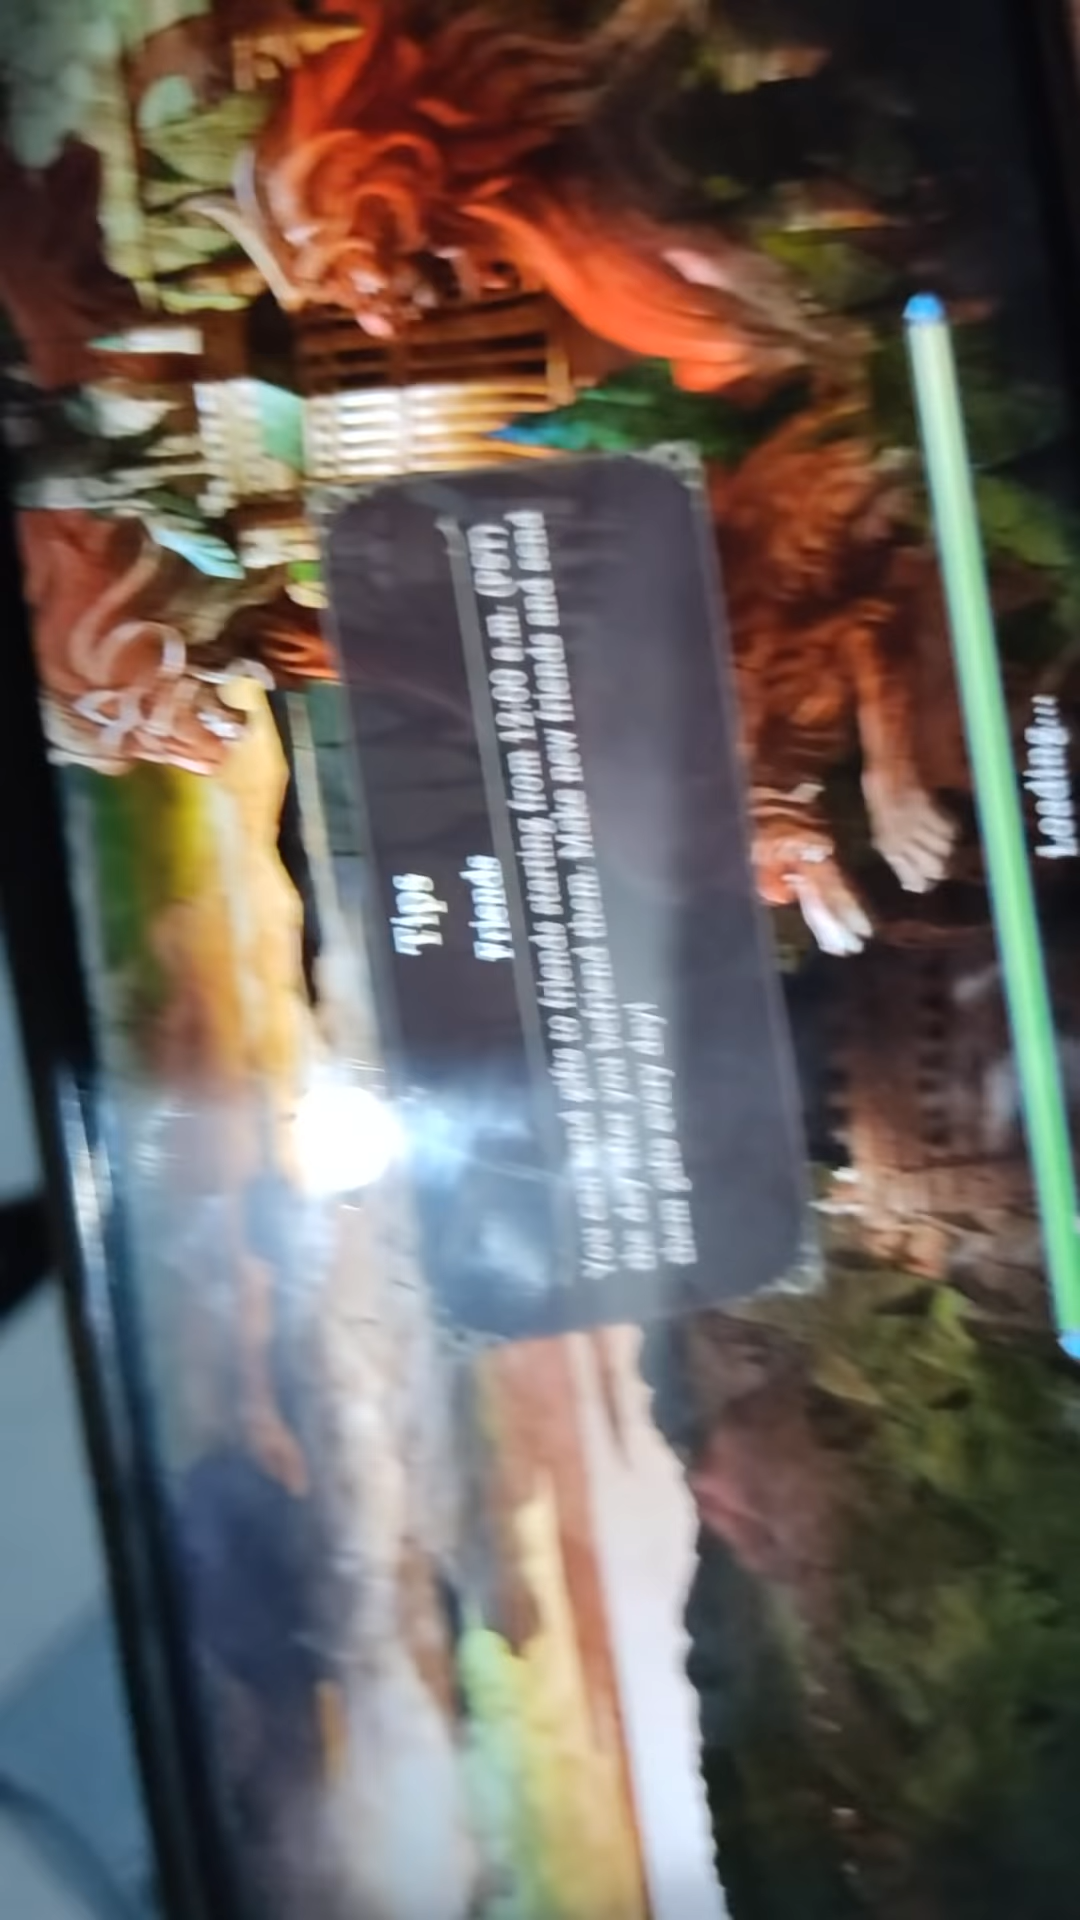 Tips
Friends
You can send gifts to friends starting from 12:00 a.m. (PST)
the day that you befriend them. Make new friends and send
them gifts every day!
Loading...